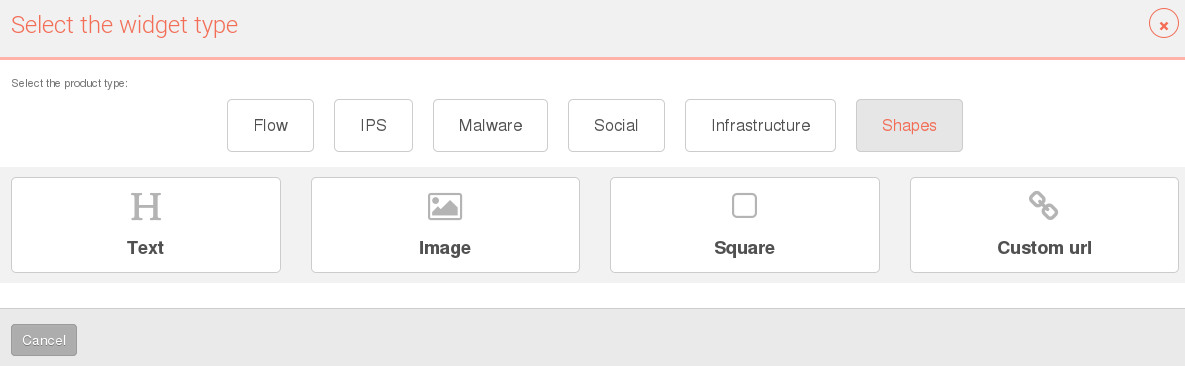 Select the widget type
Select the product type:
Flow IPS Malware Social Infrastructure Shapes
Text Image Square Custom url
Cancel